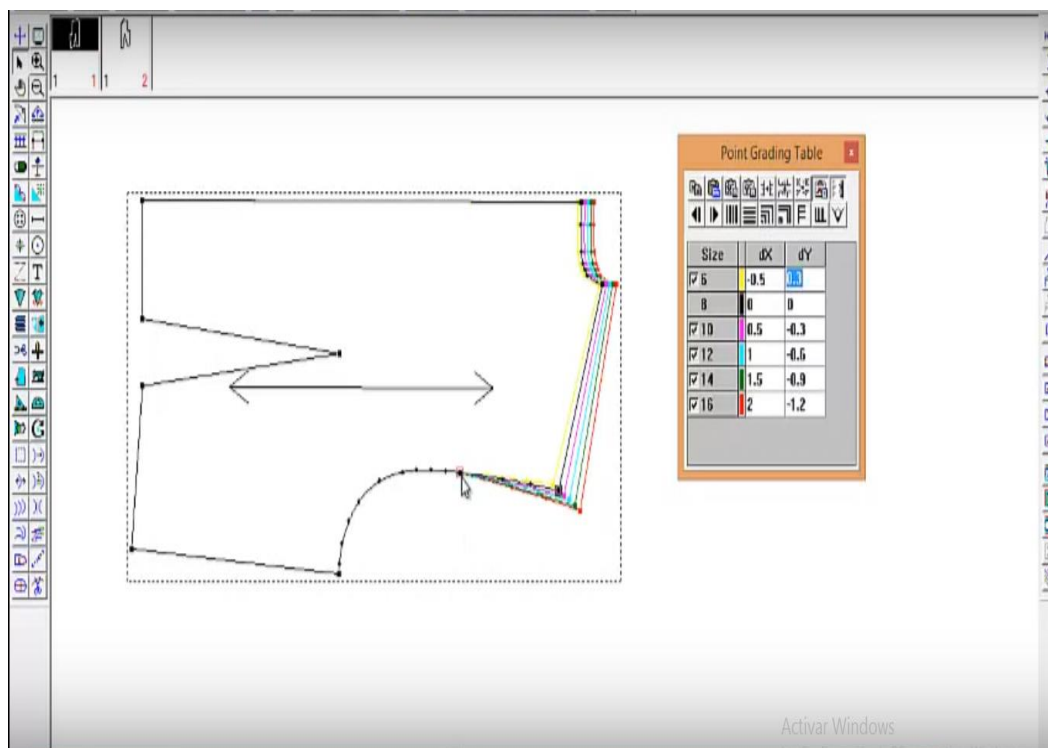 1 1 1 2
Point Grading Table x
Size dX dY
6 -0.5 0.3
8 0 0
10 0.5 -0.3
12 1 -0.6
14 1.5 -0.9
16 2 -1.2
T
Activar Windows